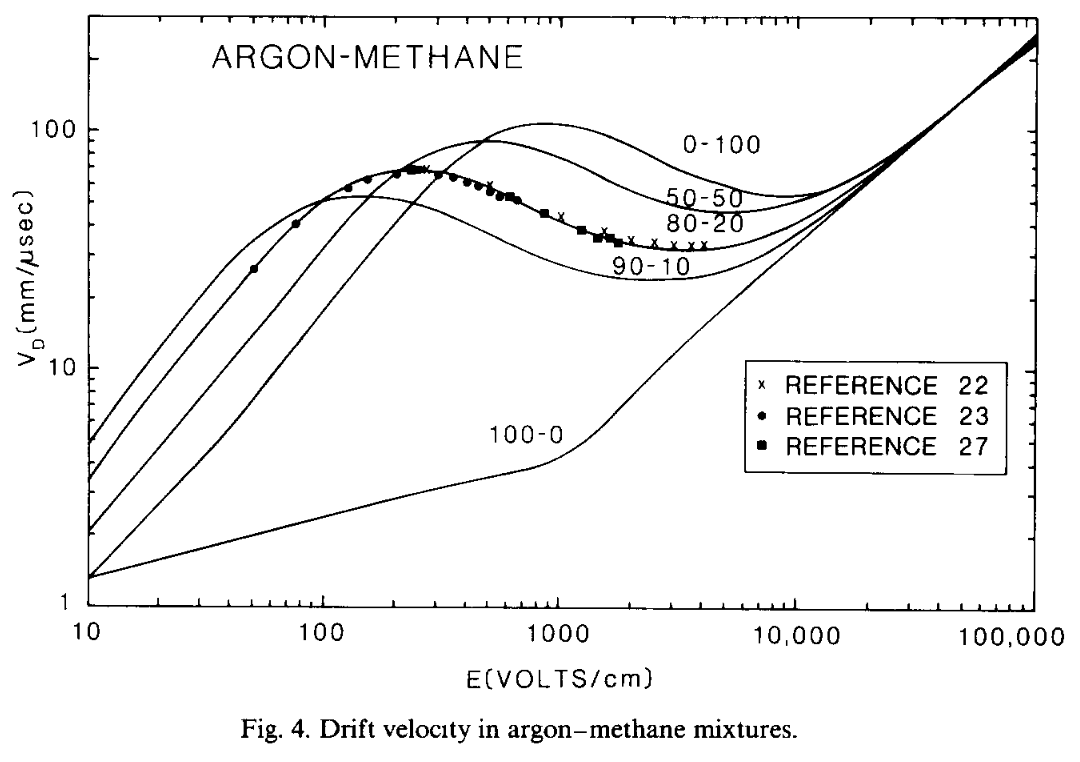 ARGON-METHANE
100
10
1
V_D(mm/μsec)
0-100
50-50
80-20
90-10
100-0
x REFERENCE 22
● REFERENCE 23
■ REFERENCE 27
10 100 1000 10,000 100,000
E(VOLTS/cm)
Fig. 4. Drift velocity in argon–methane mixtures.